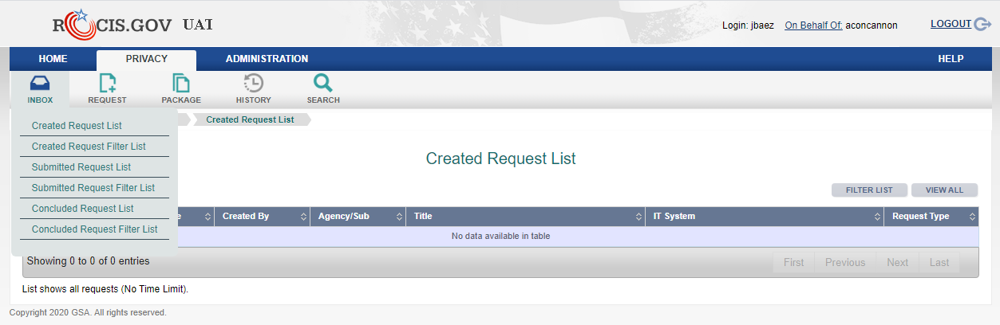 ROCIS.GOV UAT
Login: jbaez On Behalf Of: aconcannon LOGOUT
HOME PRIVACY ADMINISTRATION HELP
INBOX REQUEST PACKAGE HISTORY SEARCH
Created Request List
Created Request List
Created Request Filter List
Submitted Request List
Submitted Request Filter List
Concluded Request List
Concluded Request Filter List
Created Request List
FILTER LIST VIEW ALL
Created By Agency/Sub Title IT System Request Type
No data available in table
Showing 0 to 0 of 0 entries
First Previous Next Last
List shows all requests (No Time Limit).
Copyright 2020 GSA. All rights reserved.